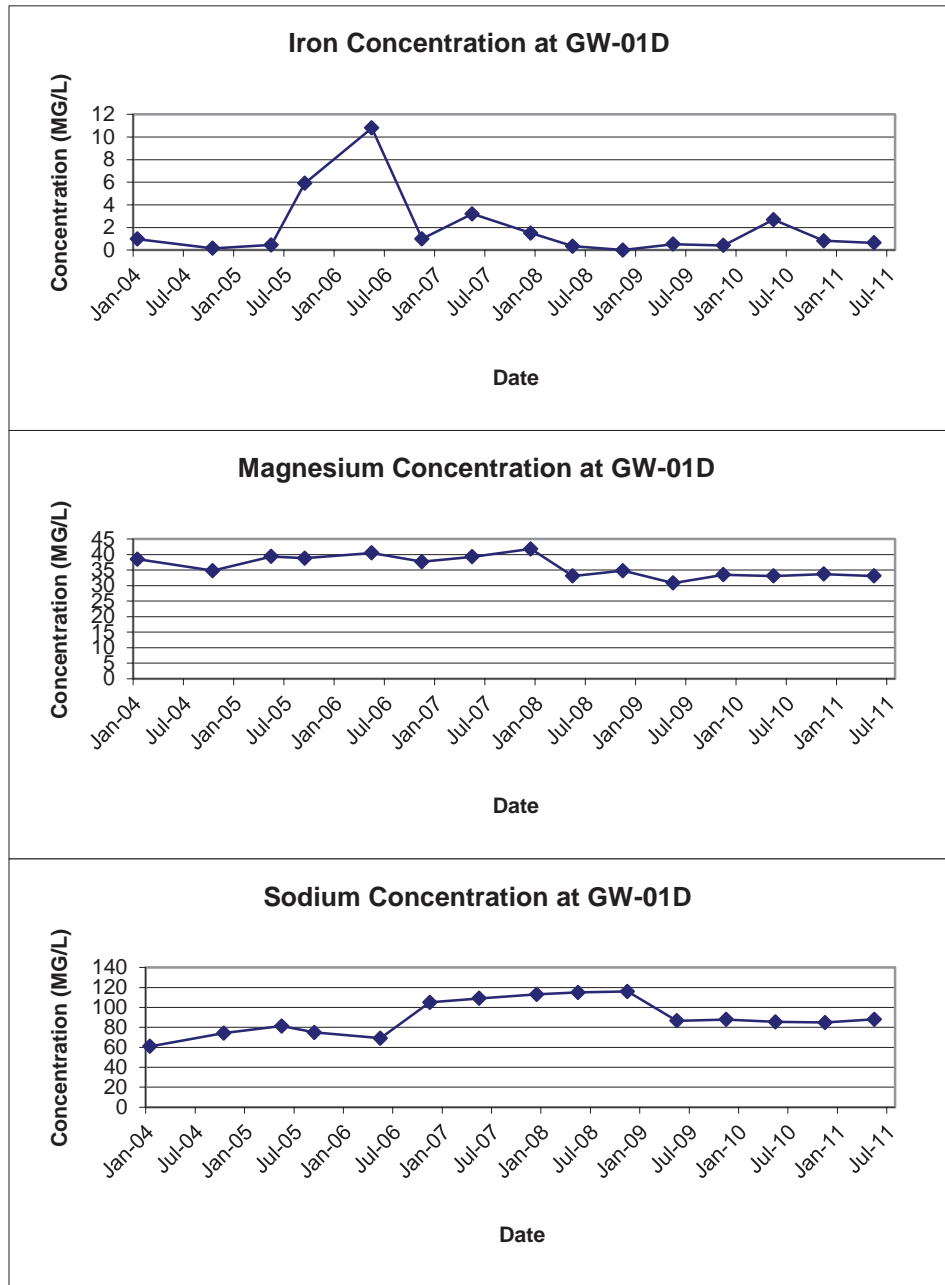 Iron Concentration at GW-01D
Concentration (MG/L)
12
10
8
6
4
2
0
Jan-04
Jul-04
Jan-05
Jul-05
Jan-06
Jul-06
Jan-07
Jul-07
Jan-08
Jul-08
Jan-09
Jul-09
Jan-10
Jul-10
Jan-11
Jul-11
Date
Magnesium Concentration at GW-01D
Concentration (MG/L)
45
40
35
30
25
20
15
10
5
0
Jan-04
Jul-04
Jan-05
Jul-05
Jan-06
Jul-06
Jan-07
Jul-07
Jan-08
Jul-08
Jan-09
Jul-09
Jan-10
Jul-10
Jan-11
Jul-11
Date
Sodium Concentration at GW-01D
Concentration (MG/L)
140
120
100
80
60
40
20
0
Jan-04
Jul-04
Jan-05
Jul-05
Jan-06
Jul-06
Jan-07
Jul-07
Jan-08
Jul-08
Jan-09
Jul-09
Jan-10
Jul-10
Jan-11
Jul-11
Date